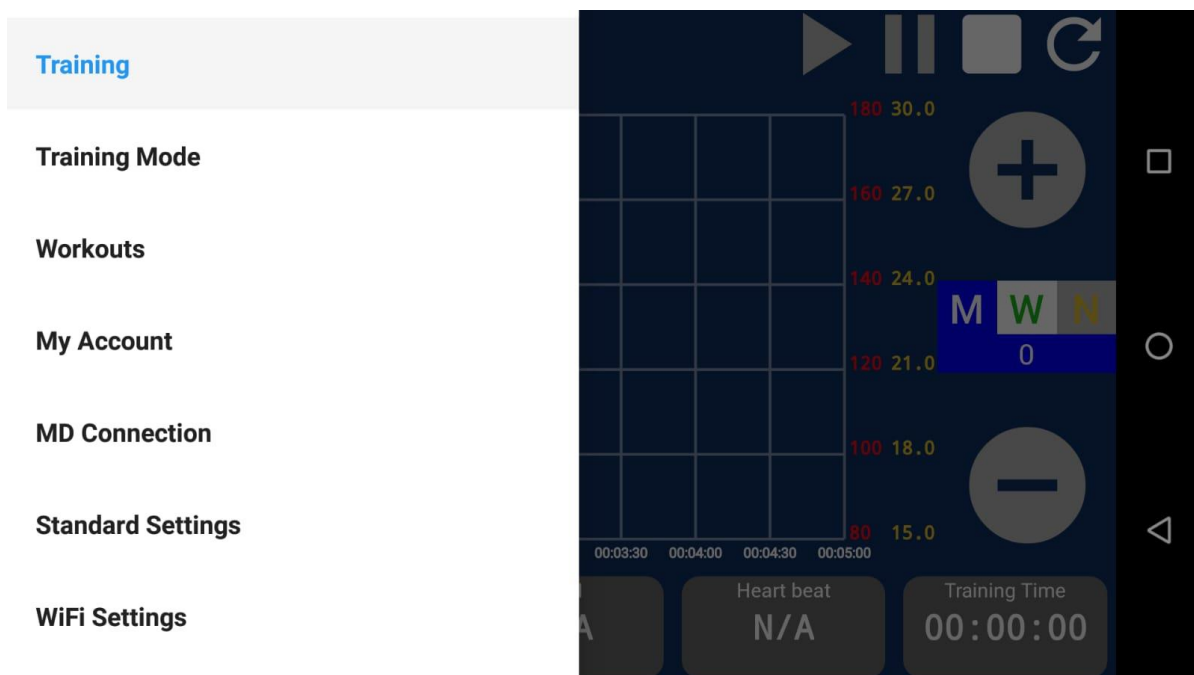 Training
Training Mode
Workouts
My Account
MD Connection
Standard Settings
WiFi Settings
180 30.0
160 27.0
140 24.0
M W N
0
120 21.0
100 18.0
80 15.0
00:03:30 00:04:00 00:04:30 00:05:00
Heart beat
N/A
Training Time
00:00:00